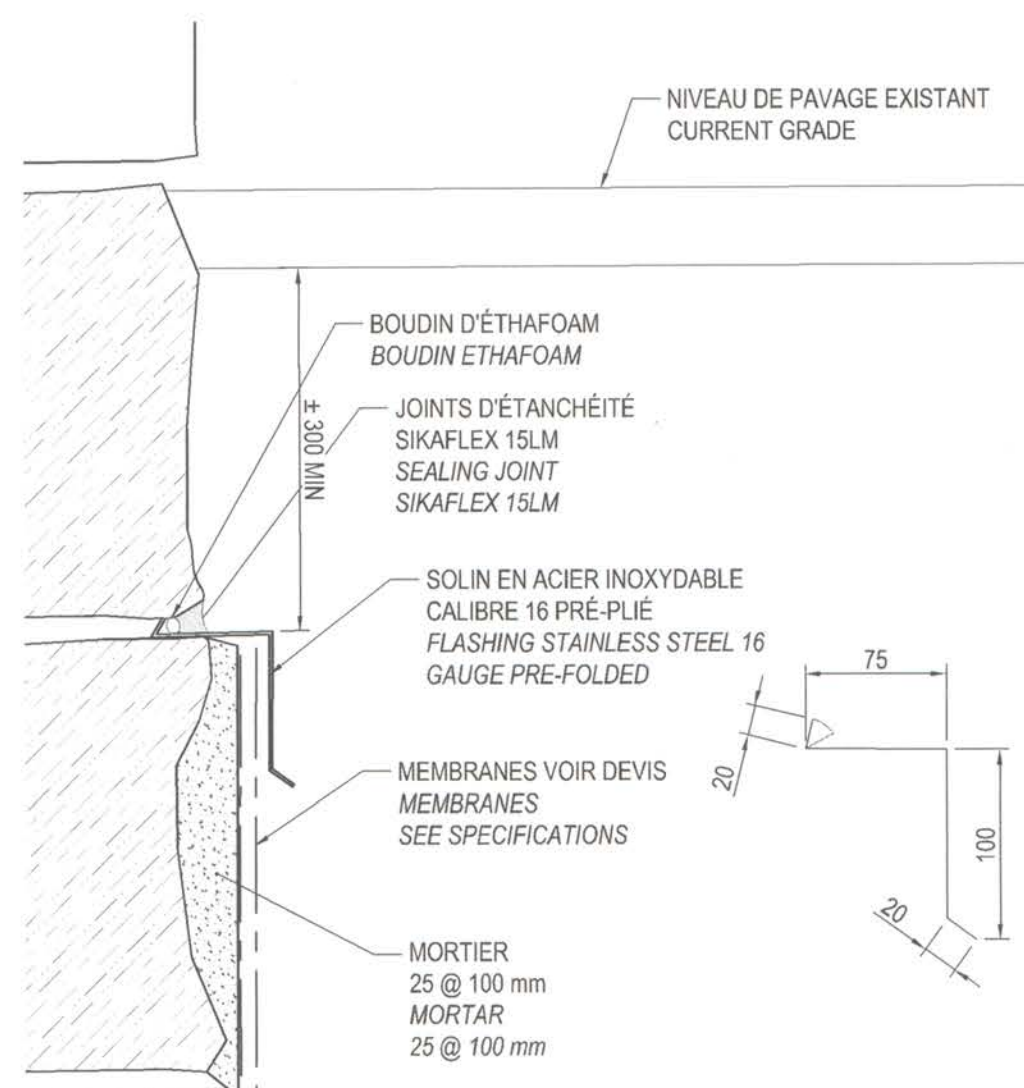 NIVEAU DE PAVAGE EXISTANT
CURRENT GRADE
BOUDIN D'ÉTHAFOAM
BOUDIN ETHAFOAM
± 300 MIN
JOINTS D'ÉTANCHÉITÉ
SIKAFLEX 15LM
SEALING JOINT
SIKAFLEX 15LM
SOLIN EN ACIER INOXYDABLE
CALIBRE 16 PRÉ-PLIÉ
FLASHING STAINLESS STEEL 16
GAUGE PRE-FOLDED
75
20
100
20
MEMBRANES VOIR DEVIS
MEMBRANES
SEE SPECIFICATIONS
MORTIER
25 @ 100 mm
MORTAR
25 @ 100 mm